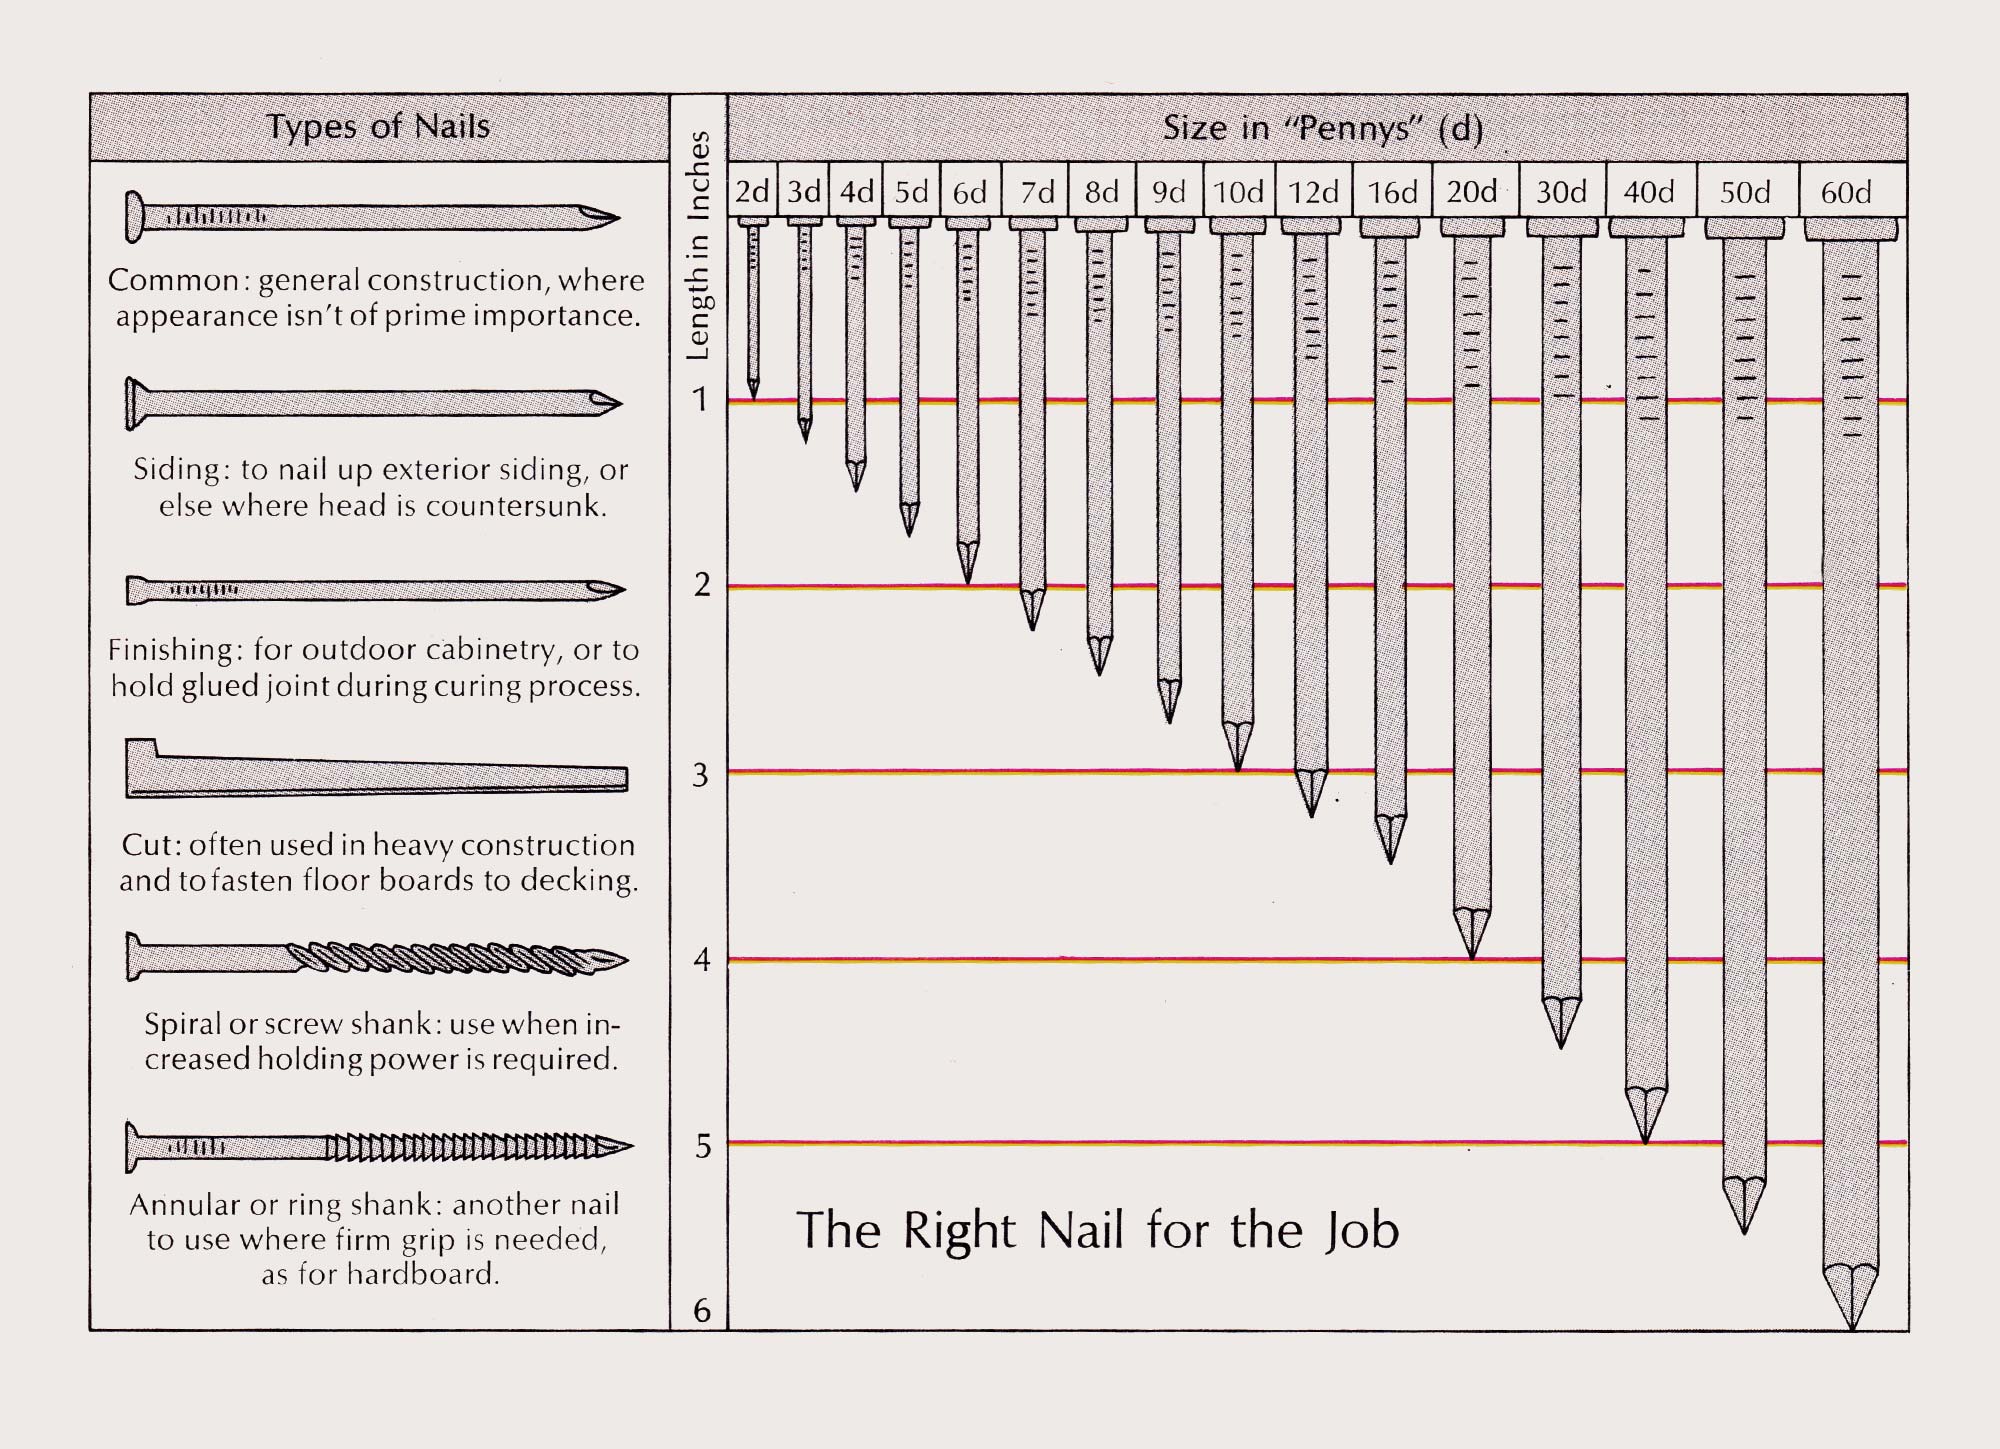 Types of Nails
Common: general construction, where
appearance isn't of prime importance.
Siding: to nail up exterior siding, or
else where head is countersunk.
Finishing: for outdoor cabinetry, or to
hold glued joint during curing process.
Cut: often used in heavy construction
and to fasten floor boards to decking.
Spiral or screw shank: use when in-
creased holding power is required.
Annular or ring shank: another nail
to use where firm grip is needed,
as for hardboard.
Length in Inches
1
2
3
4
5
6
Size in “Pennys” (d)
2d 3d 4d 5d 6d 7d 8d 9d 10d 12d 16d 20d 30d 40d 50d 60d
The Right Nail for the Job